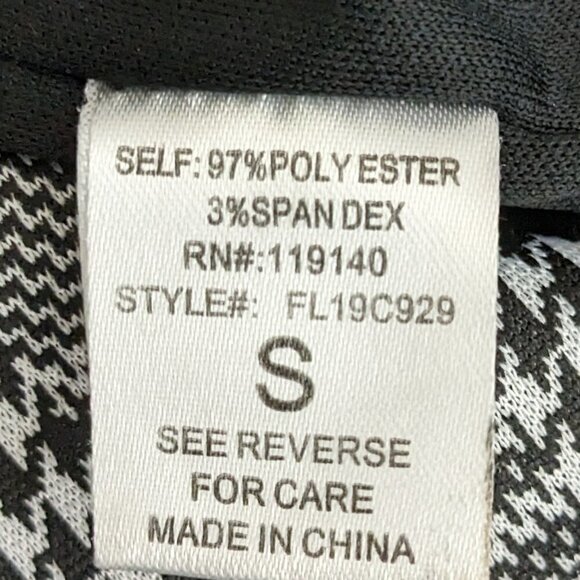 SELF: 97%POLY ESTER
3%SPAN DEX
RN#:119140
STYLE#: FL19C929
S
SEE REVERSE
FOR CARE
MADE IN CHINA